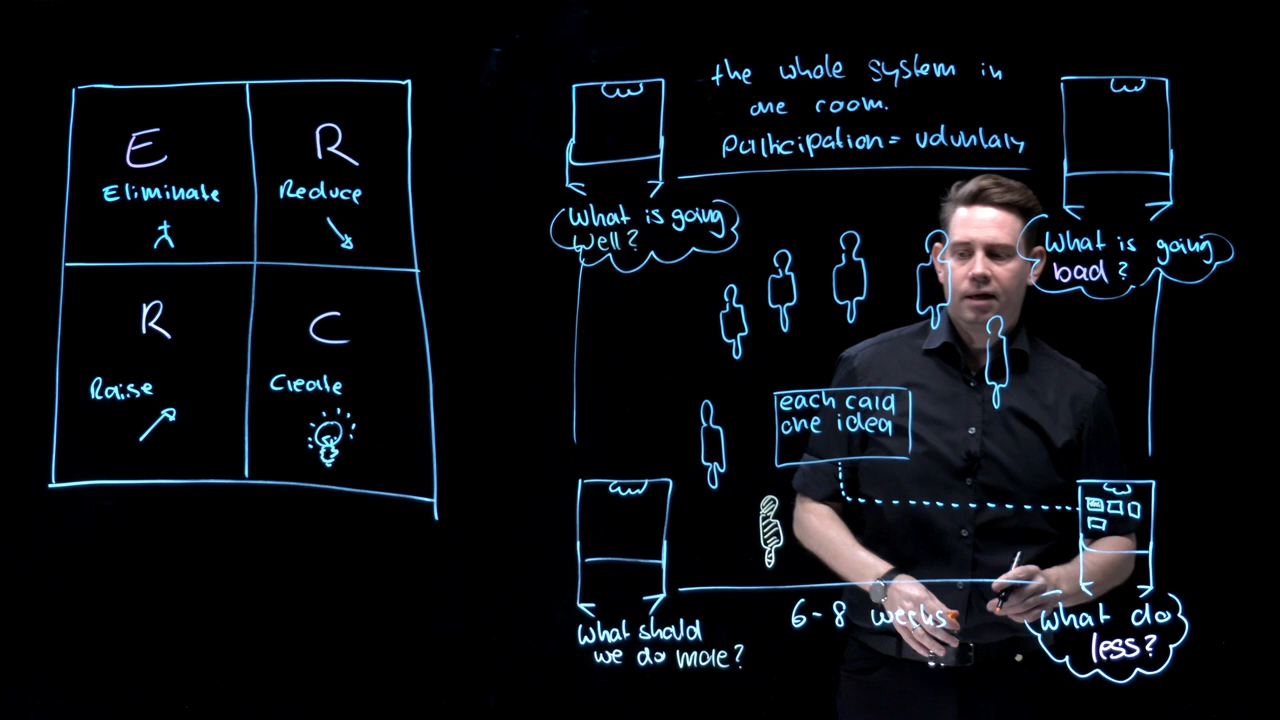 E
Eliminate
R
Reduce
R
Raise
C
Create
the whole system in
one room.
Participation = voluntary
What is going
well?
What is going
bad?
each card
one idea
What should
we do more?
6-8 weeks
What do
less?